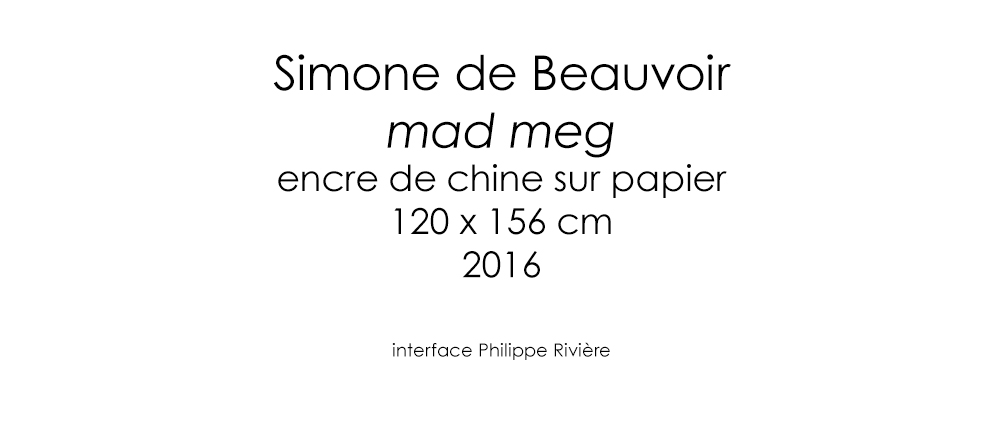 Simone de Beauvoir
mad meg
encre de chine sur papier
120 x 156 cm
2016
interface Philippe Rivière